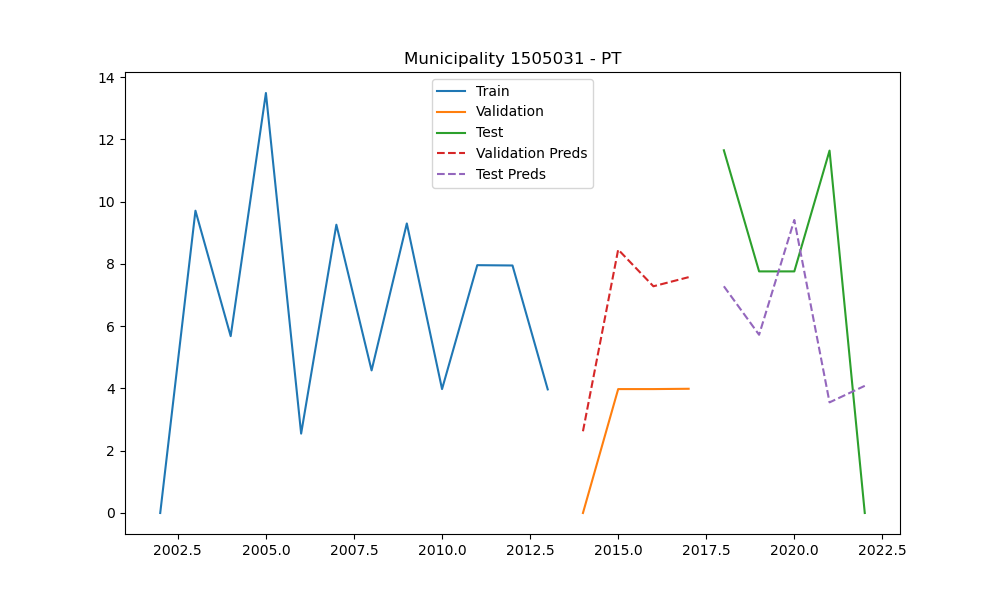 Municipality 1505031 - PT
14
12
10
8
6
4
2
0
Train
Validation
Test
Validation Preds
Test Preds
2002.5 2005.0 2007.5 2010.0 2012.5 2015.0 2017.5 2020.0 2022.5